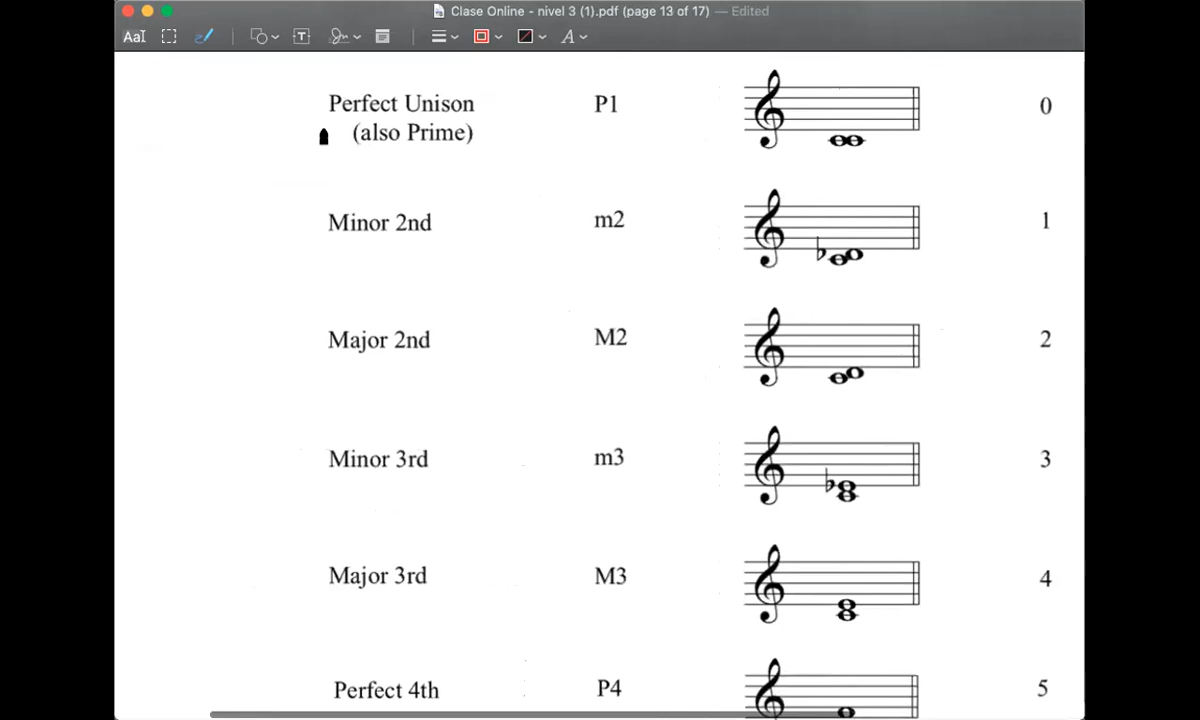 Clase Online - nivel 3 (1).pdf (page 13 of 17) — Edited
AaI T A
Perfect Unison P1 0
(also Prime)
Minor 2nd m2 1
Major 2nd M2 2
Minor 3rd m3 3
Major 3rd M3 4
Perfect 4th P4 5